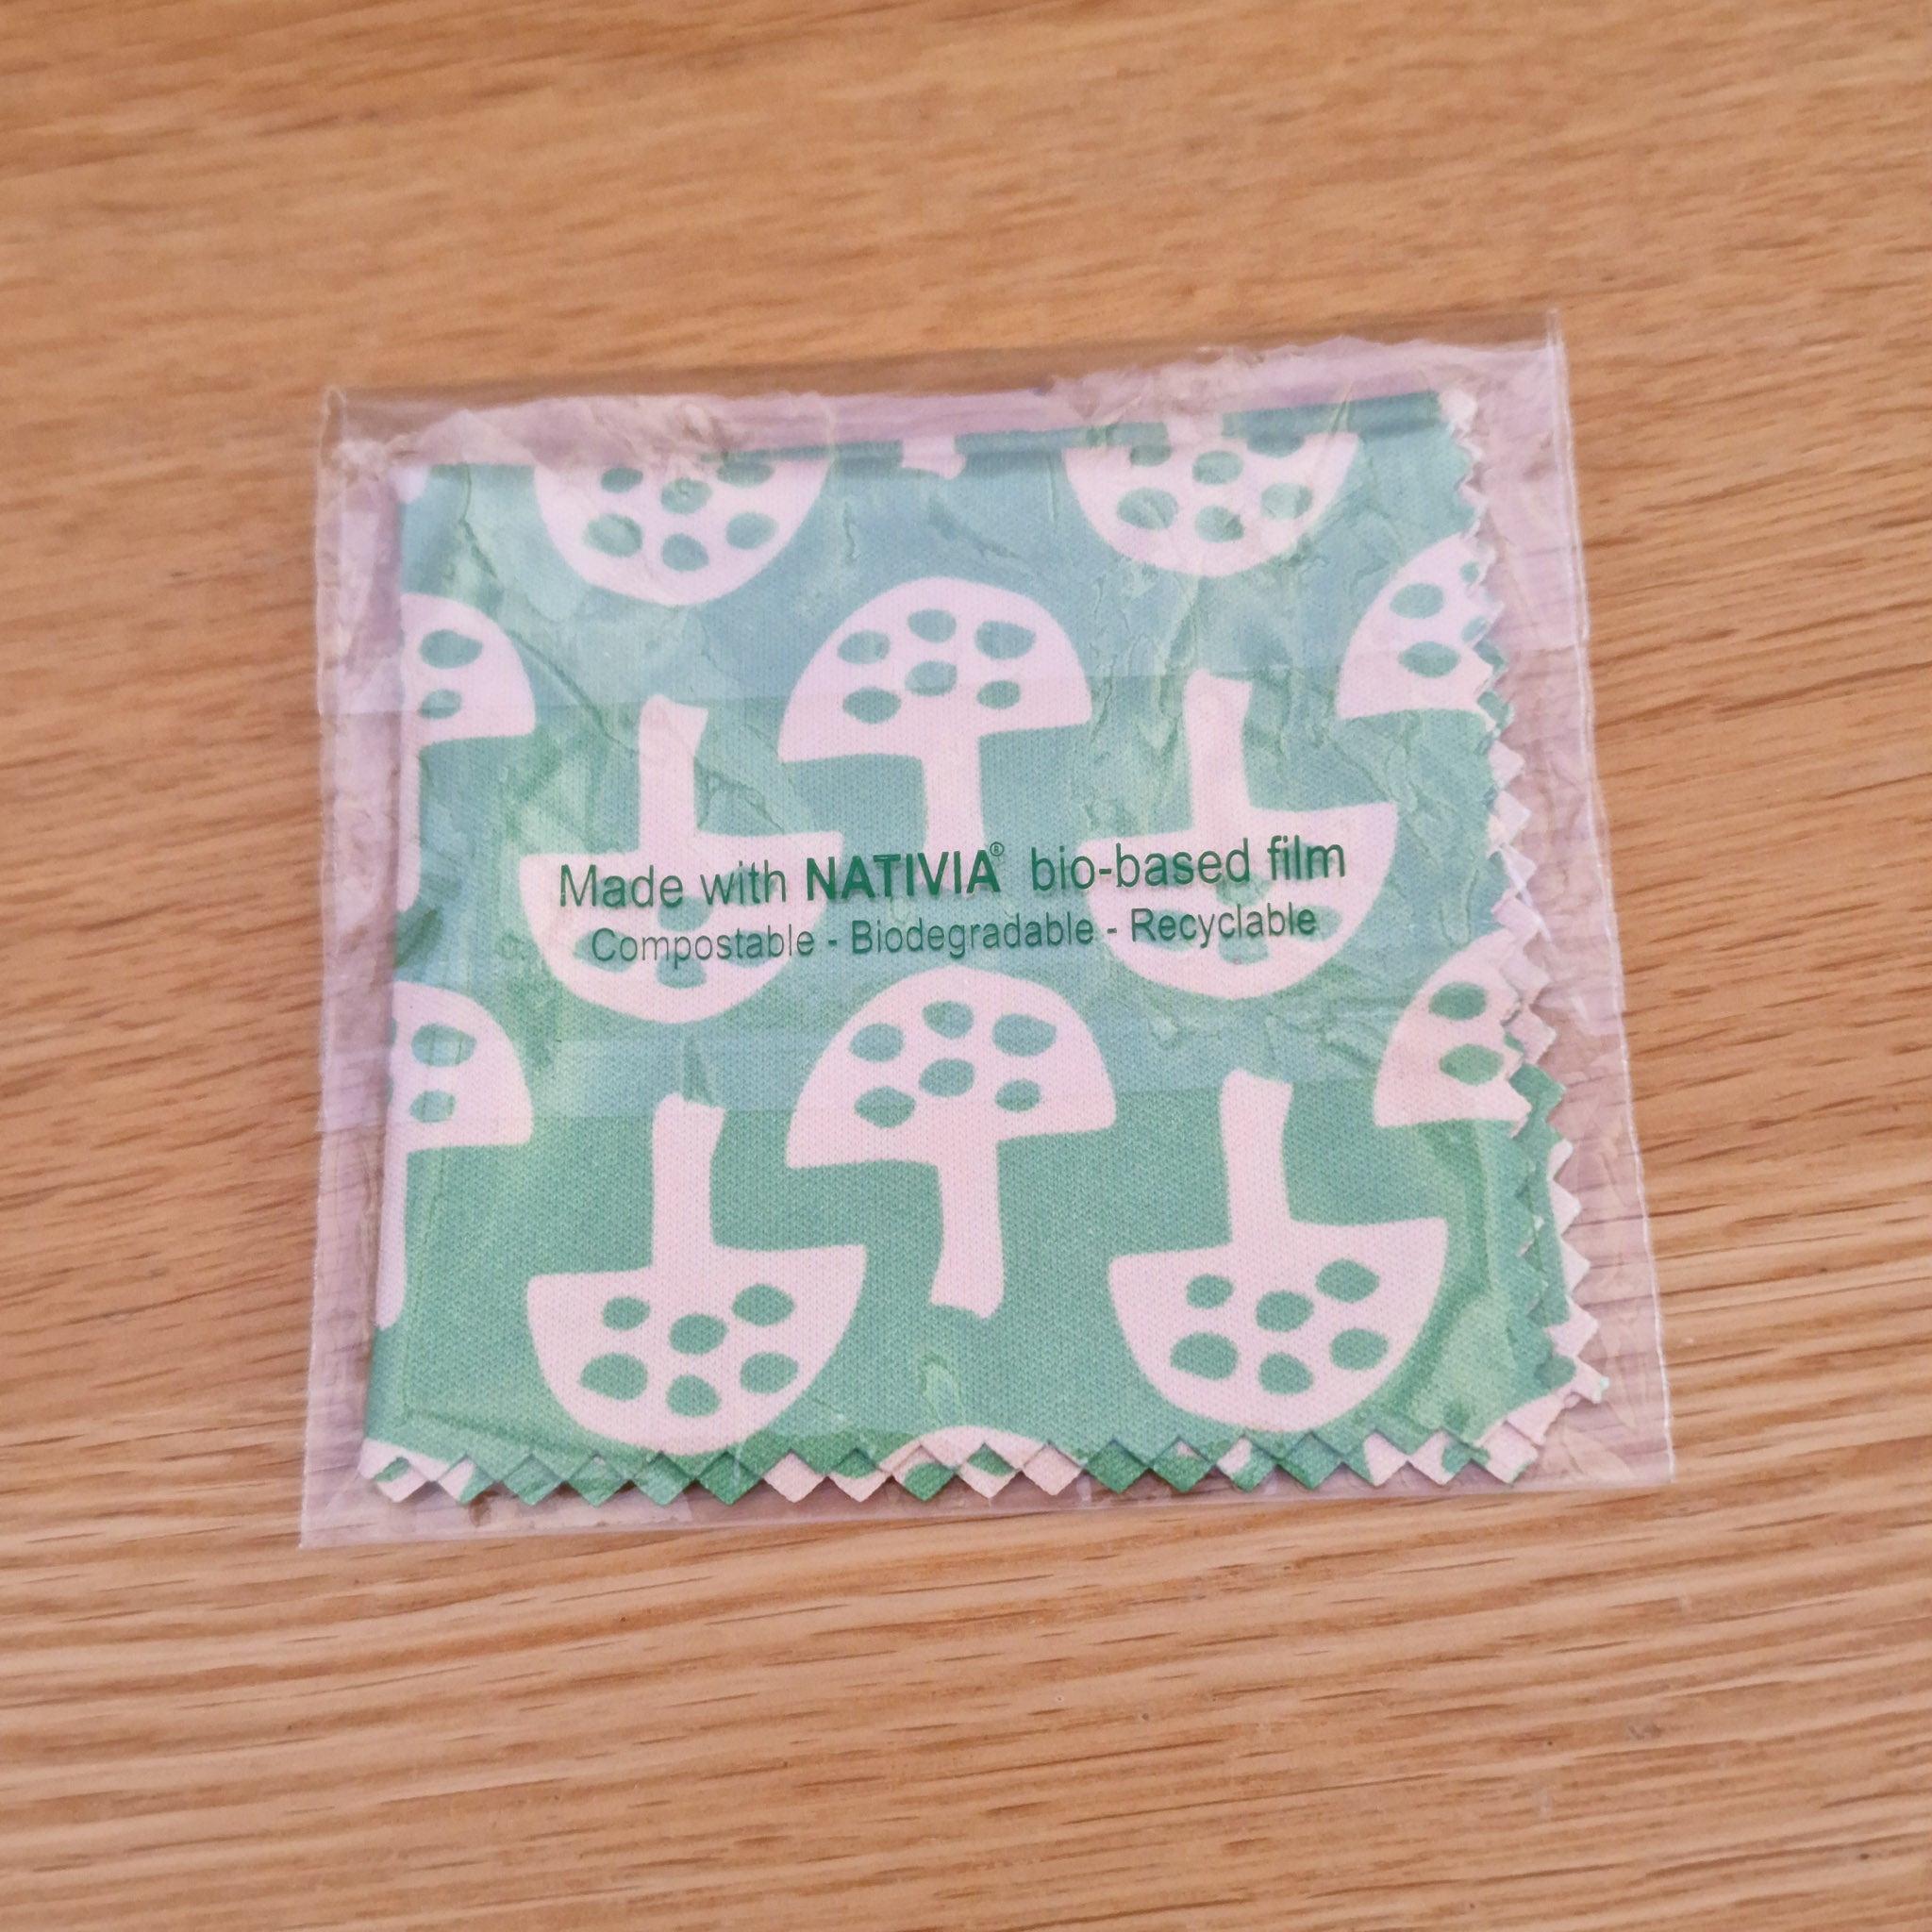 Made with NATIVIA® bio-based film
Compostable - Biodegradable - Recyclable